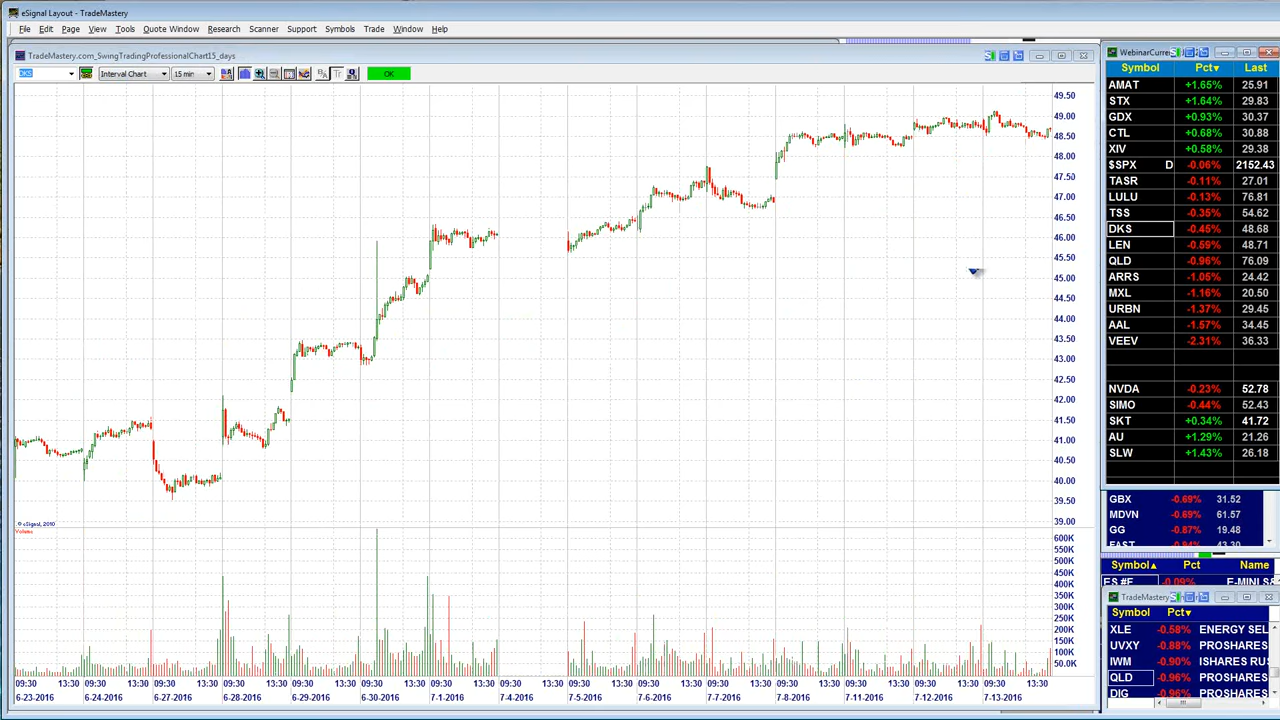 eSignal Layout - TradeMastery
File Edit Page View Tools Quote Window Research Scanner Support Symbols Trade Window Help
TradeMastery.com_SwingTradingProfessionalChart15_days
DKS Interval Chart 15 min Tr OK
49.50
49.00
48.50
48.00
47.50
47.00
46.50
46.00
45.50
45.00
44.50
44.00
43.50
43.00
42.50
42.00
41.50
41.00
40.50
40.00
39.50
39.00
© eSignal, 2010
Volume
600K
550K
500K
450K
400K
350K
300K
250K
200K
150K
100K
50.0K
09:30 13:30 09:30 13:30 09:30 13:30 09:30 13:30 09:30 13:30 09:30 13:30 09:30 13:30 09:30 13:30 09:30 13:30 09:30 13:30 09:30 13:30 09:30 13:30 09:30 13:30 09:30 13:30 09:30 13:30
6-23-2016 6-24-2016 6-27-2016 6-28-2016 6-29-2016 6-30-2016 7-1-2016 7-4-2016 7-5-2016 7-6-2016 7-7-2016 7-8-2016 7-11-2016 7-12-2016 7-13-2016
WebinarCurre
Symbol Pct▼ Last
AMAT +1.65% 25.91
STX +1.64% 29.83
GDX +0.93% 30.37
CTL +0.68% 30.88
XIV +0.58% 29.38
$SPX D -0.06% 2152.43
TASR -0.11% 27.01
LULU -0.13% 76.81
TSS -0.35% 54.62
DKS -0.45% 48.68
LEN -0.59% 48.71
QLD -0.96% 76.09
ARRS -1.05% 24.42
MXL -1.16% 20.50
URBN -1.37% 29.45
AAL -1.57% 34.45
VEEV -2.31% 36.33
NVDA -0.23% 52.78
SIMO -0.44% 52.43
SKT +0.34% 41.72
AU +1.29% 21.26
SLW +1.43% 26.18
GBX -0.69% 31.52
MDVN -0.69% 61.57
GG -0.87% 19.48
FAST -0.94% 43.30
Symbol▲ Pct Name
ES #F -0.09% E-MINI S&
TradeMastery
Symbol Pct▼
XLE -0.58% ENERGY SEL
UVXY -0.88% PROSHARES
IWM -0.90% ISHARES RUS
QLD -0.96% PROSHARES
DIG -0.96% PROSHARES